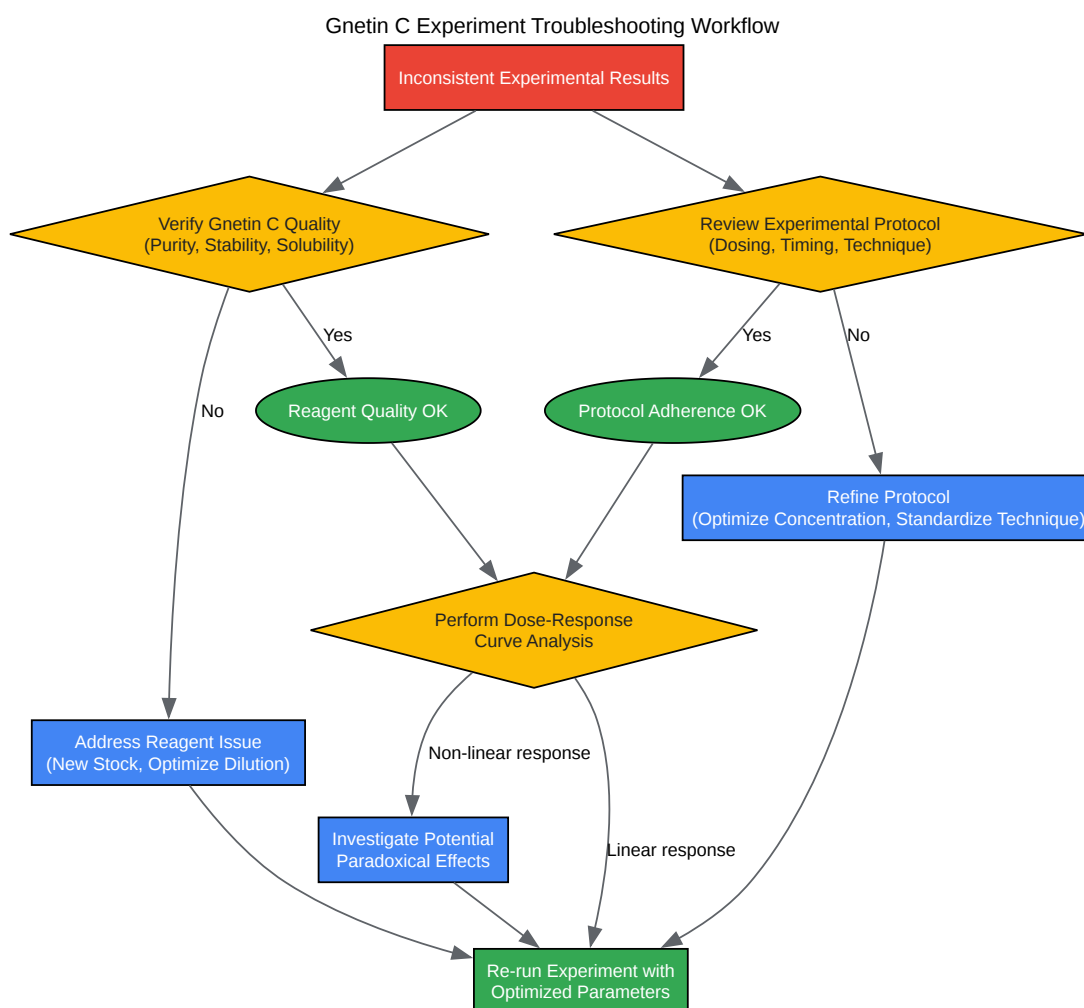 Gnetin C Experiment Troubleshooting Workflow
Inconsistent Experimental Results
Verify Gnetin C Quality
(Purity, Stability, Solubility)
Review Experimental Protocol
(Dosing, Timing, Technique)
Yes
Yes
No
No
Reagent Quality OK
Protocol Adherence OK
Refine Protocol
(Optimize Concentration, Standardize Technique)
Perform Dose-Response
Curve Analysis
Address Reagent Issue
(New Stock, Optimize Dilution)
Non-linear response
Investigate Potential
Paradoxical Effects
Linear response
Re-run Experiment with
Optimized Parameters